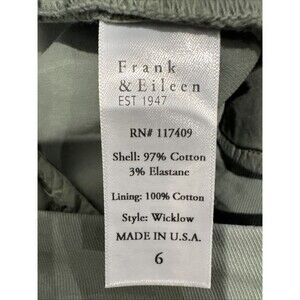 Frank
& Eileen
EST 1947
RN# 117409
Shell: 97% Cotton
3% Elastane
Lining: 100% Cotton
Style: Wicklow
MADE IN U.S.A.
6